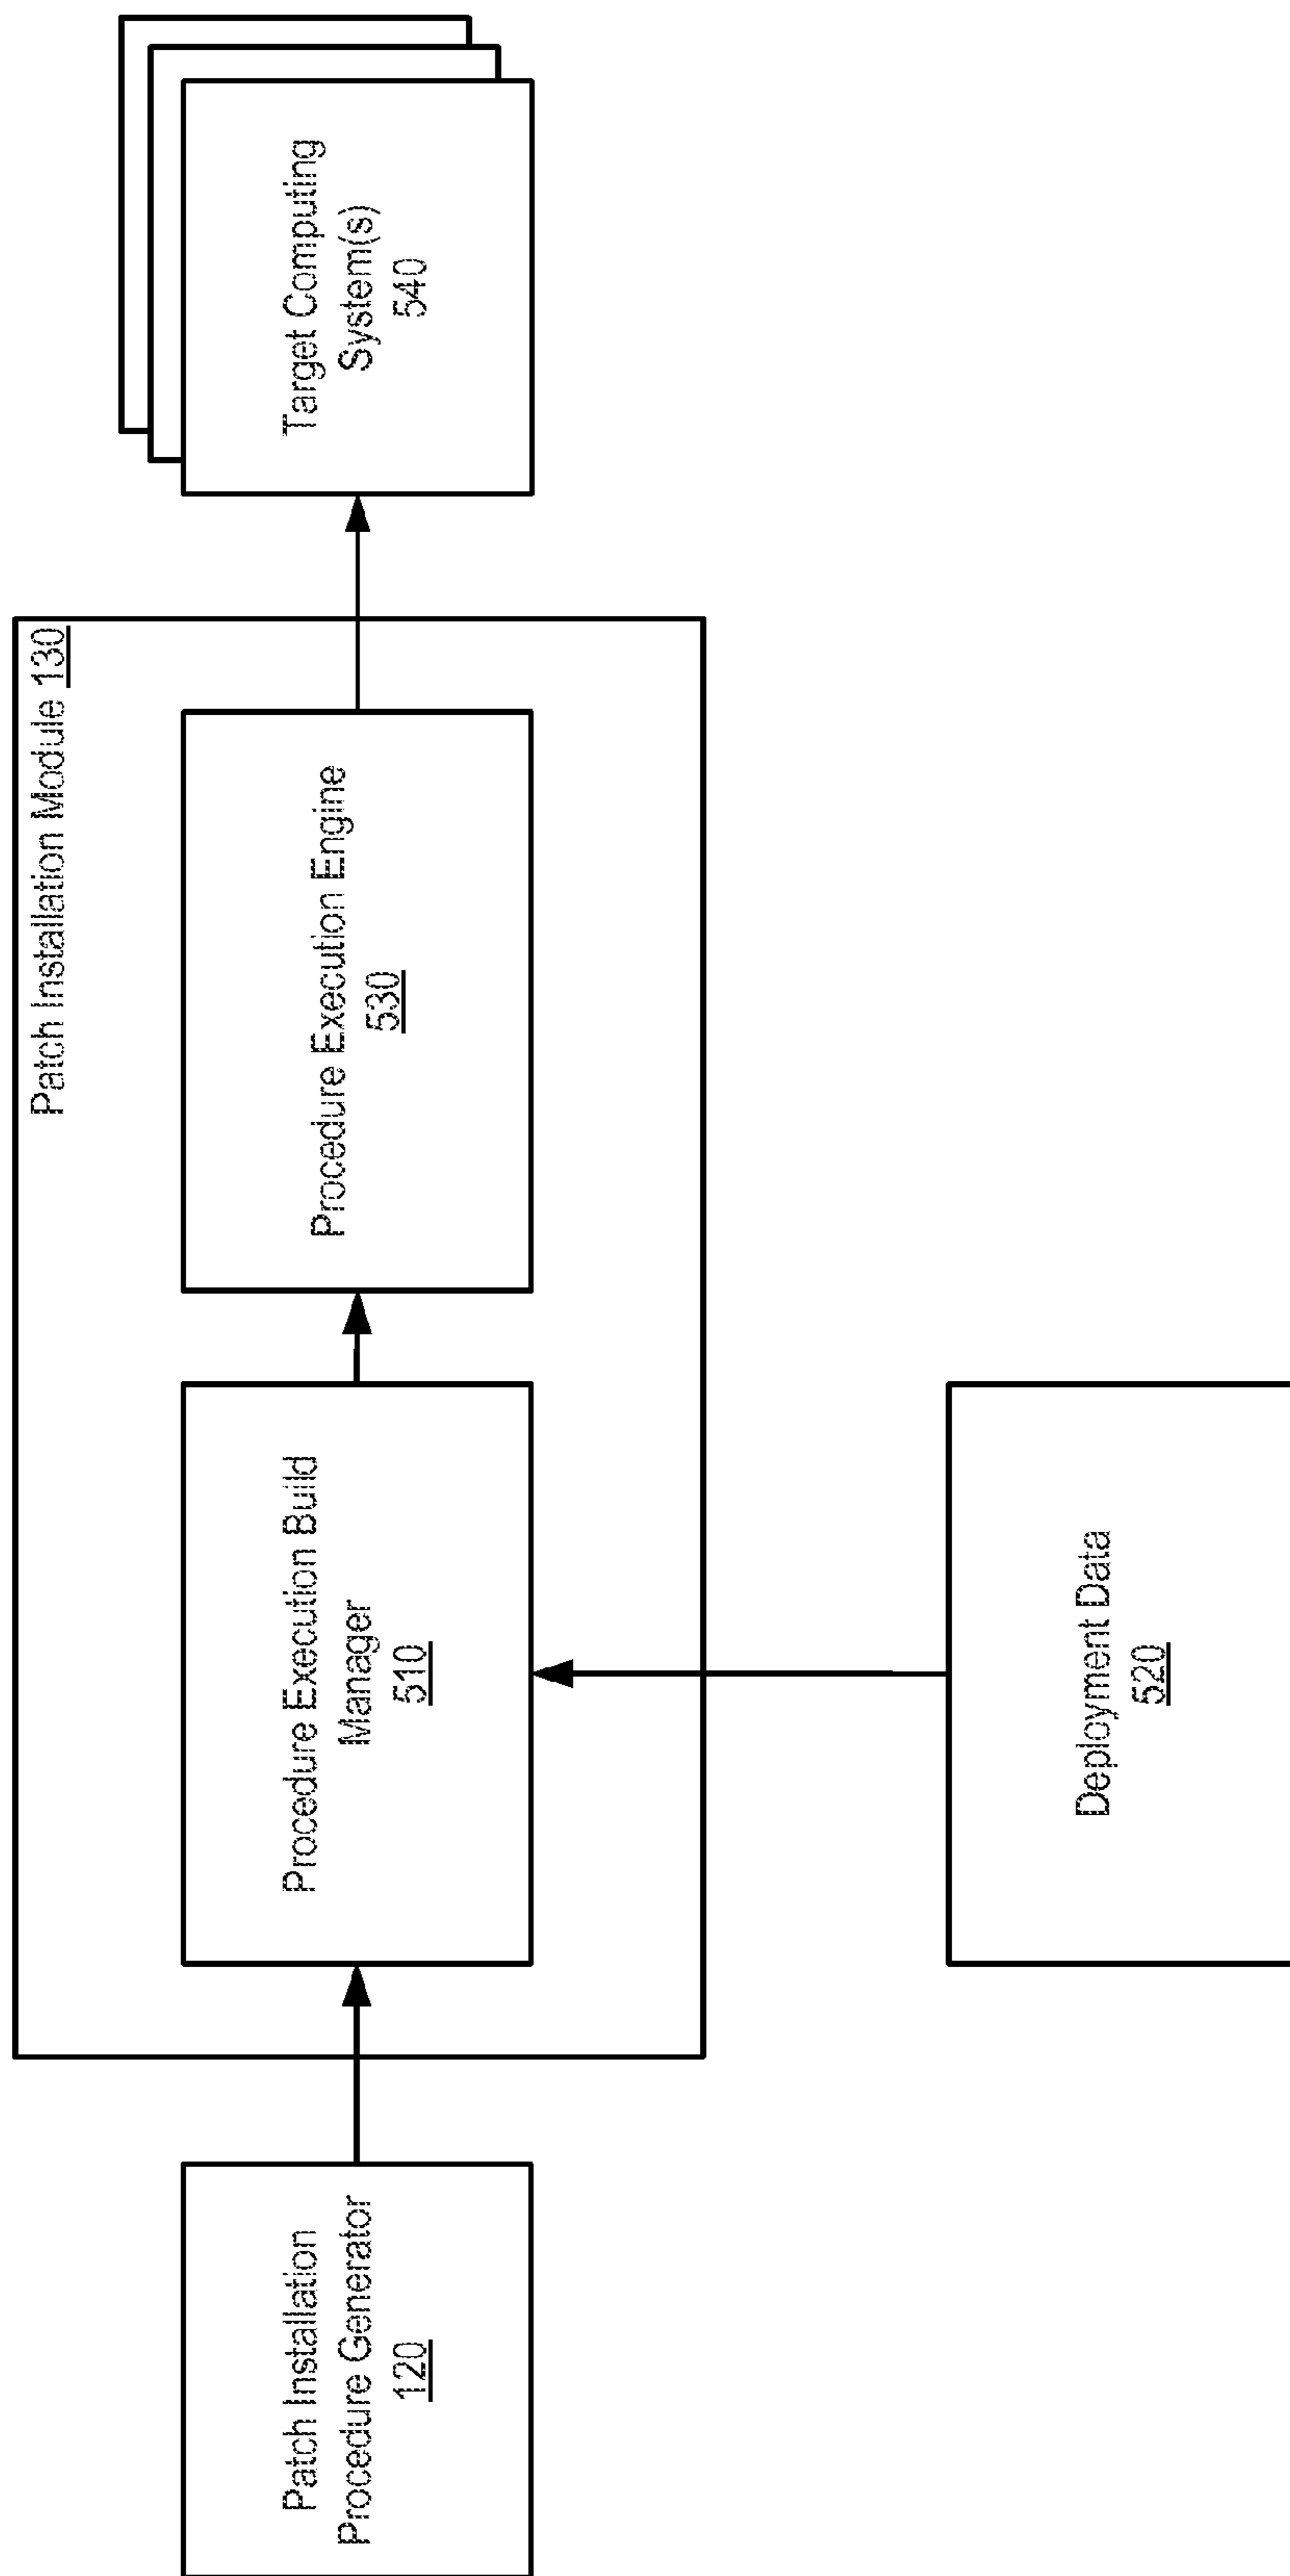 Patch Installation Module 130
Patch Installation
Procedure Generator
120
Procedure Execution Build
Manager
510
Procedure Execution Engine
530
Target Computing
System(s)
540
Deployment Data
520